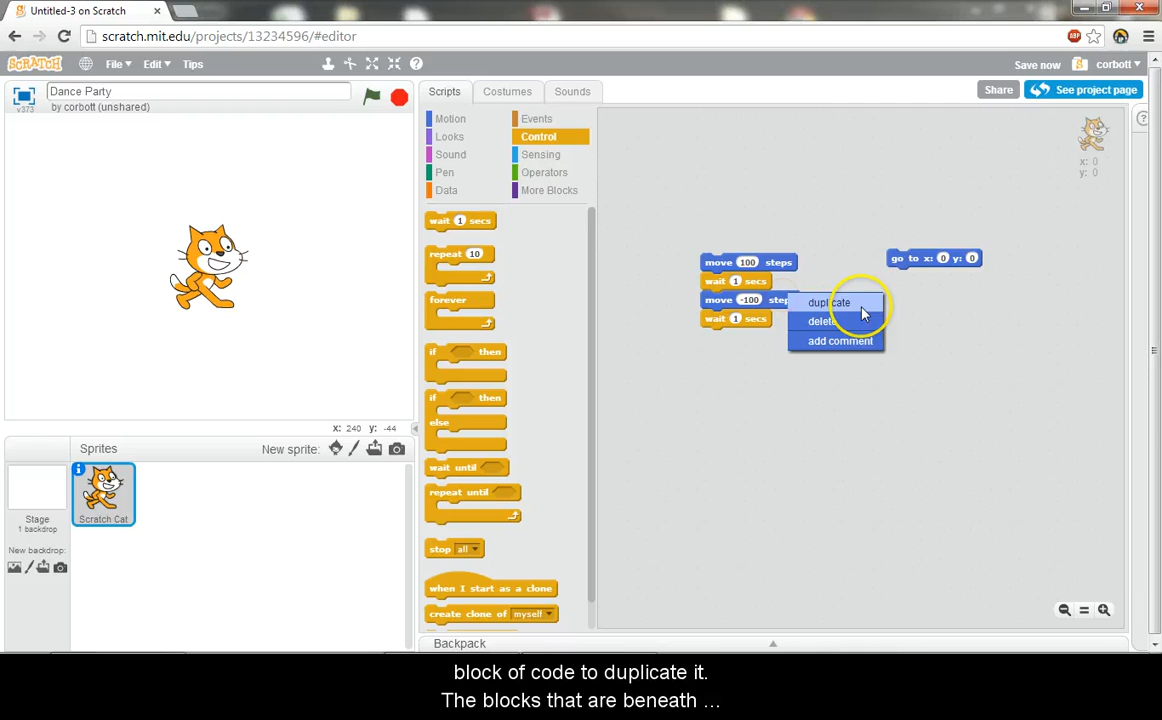 Untitled-3 on Scratch
scratch.mit.edu/projects/13234596/#editor
ABP
SCRATCH File Edit Tips Save now corbott
v373 Dance Party
by corbott (unshared)
Scripts Costumes Sounds Share See project page
Motion Events
Looks Control
Sound Sensing
Pen Operators
Data More Blocks
x: 0
y: 0
wait 1 secs
repeat 10
forever
if then
if then
else
wait until
repeat until
stop all
when I start as a clone
create clone of myself
move 100 steps
wait 1 secs
move -100 step
wait 1 secs
go to x: 0 y: 0
duplicate
delete
add comment
x: 240 y: -44
Sprites New sprite:
Stage
1 backdrop
New backdrop:
Scratch Cat
Backpack
block of code to duplicate it.
The blocks that are beneath ...